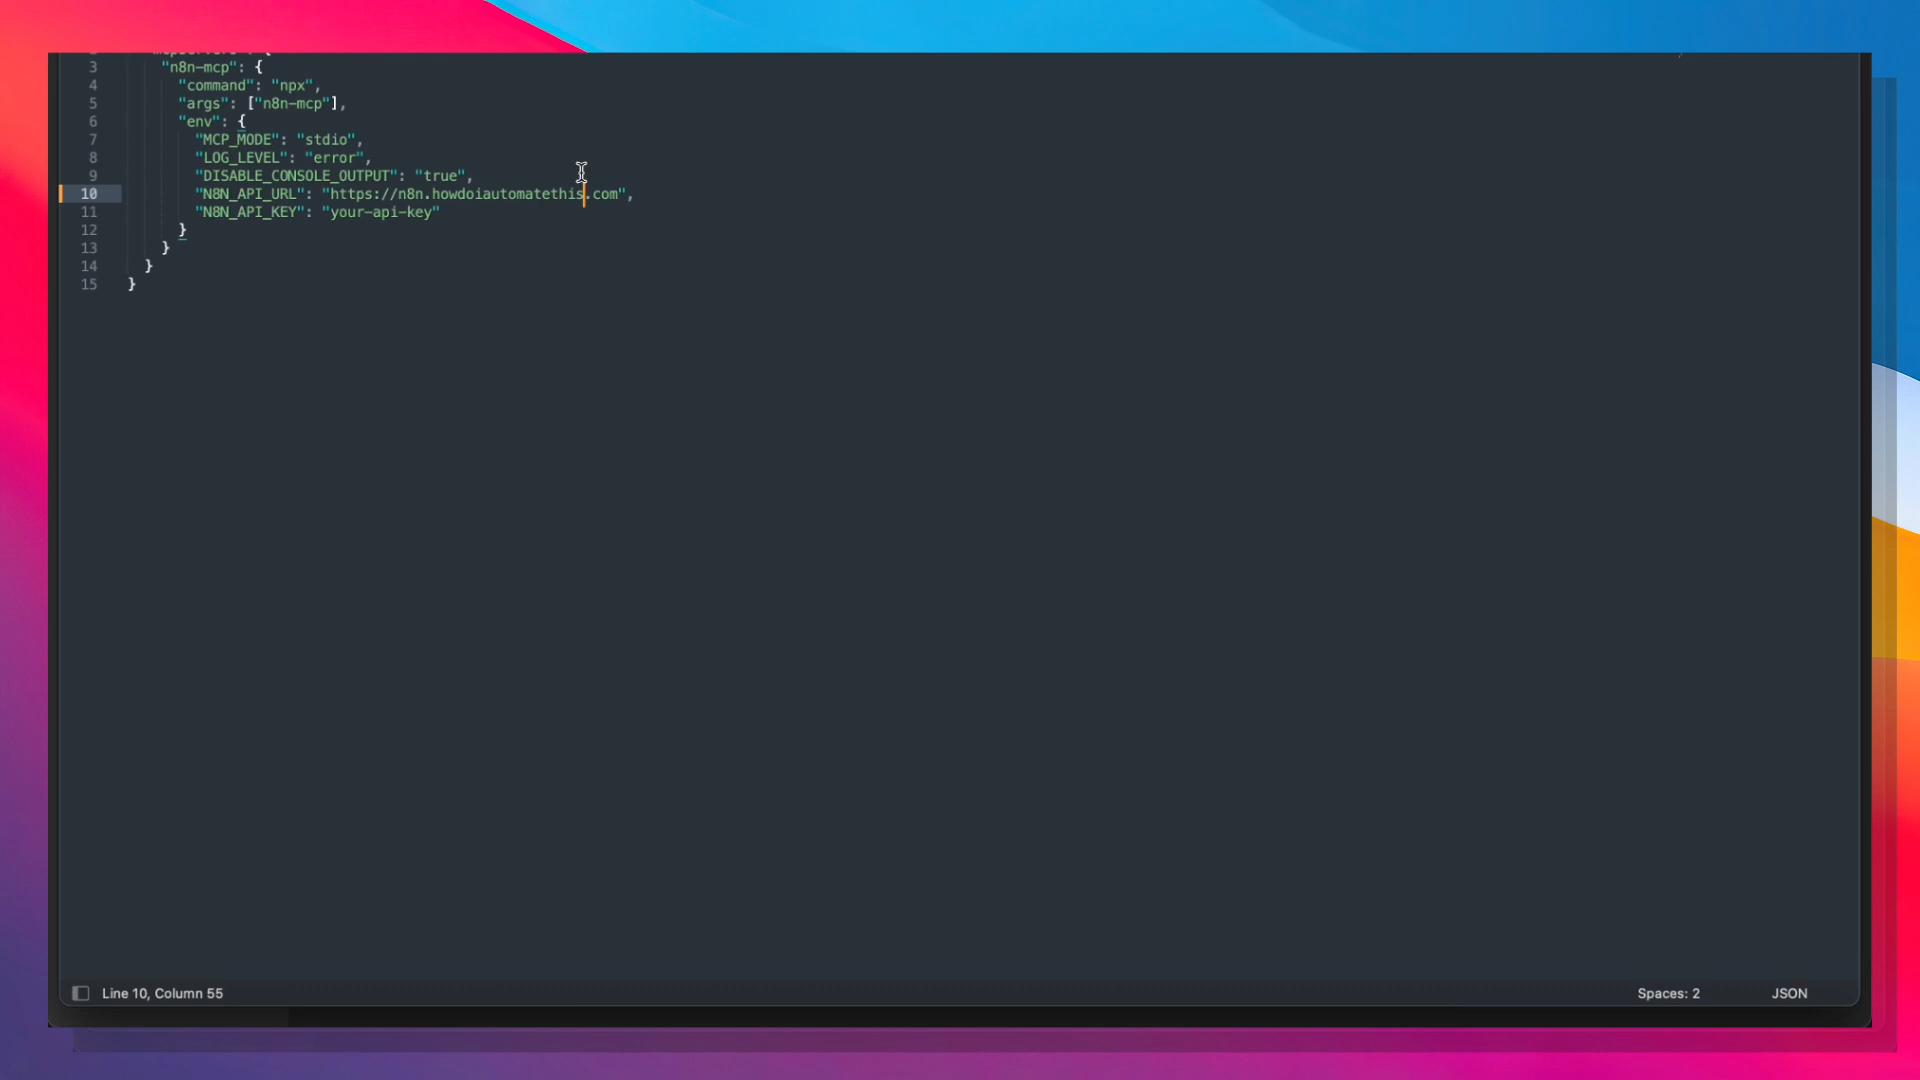 3 "n8n-mcp": {
4 "command": "npx",
5 "args": ["n8n-mcp"],
6 "env": {
7 "MCP_MODE": "stdio",
8 "LOG_LEVEL": "error",
9 "DISABLE_CONSOLE_OUTPUT": "true",
10 "N8N_API_URL": "https://n8n.howdoiautomatethis.com",
11 "N8N_API_KEY": "your-api-key"
12 }
13 }
14 }
15 }
Line 10, Column 55 Spaces: 2 JSON